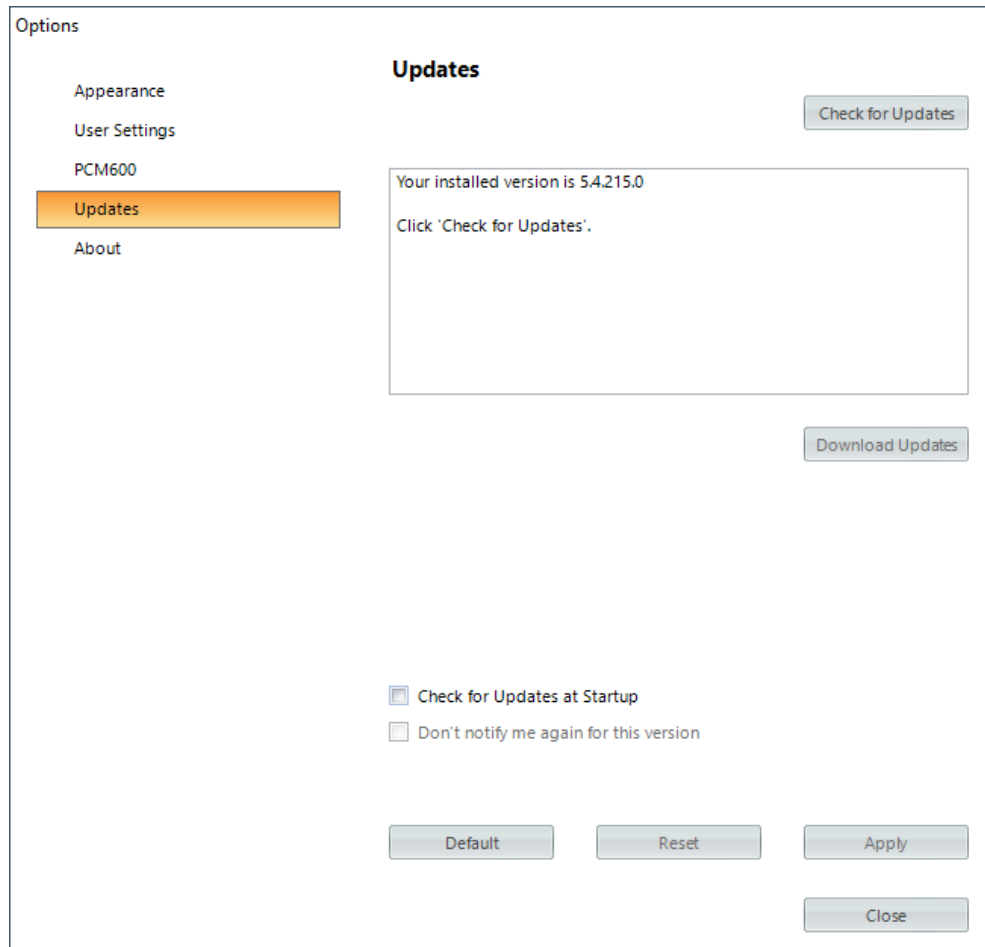 Options
Appearance
User Settings
PCM600
Updates
About
Updates
Check for Updates
Your installed version is 5.4.215.0
Click 'Check for Updates'.
Download Updates
Check for Updates at Startup
Don't notify me again for this version
Default
Reset
Apply
Close